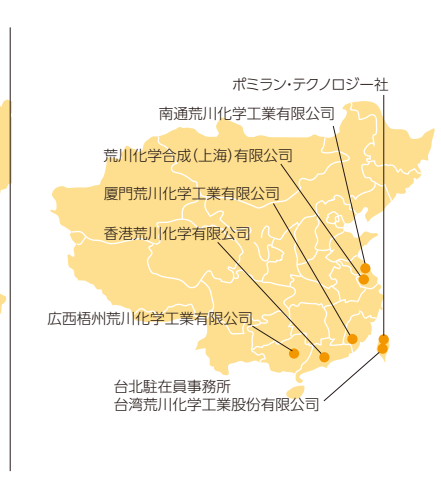 ポミラン・テクノロジー社
南通荒川化学工業有限公司
荒川化学合成（上海）有限公司
厦門荒川化学工業有限公司
香港荒川化学有限公司
広西梧州荒川化学工業有限公司
台北駐在員事務所
台湾荒川化学工業股份有限公司